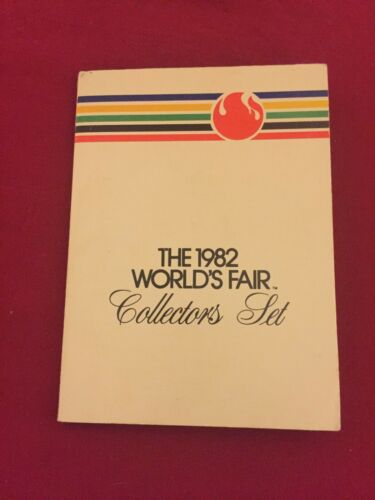 THE 1982
WORLD'S FAIR™
Collectors Set